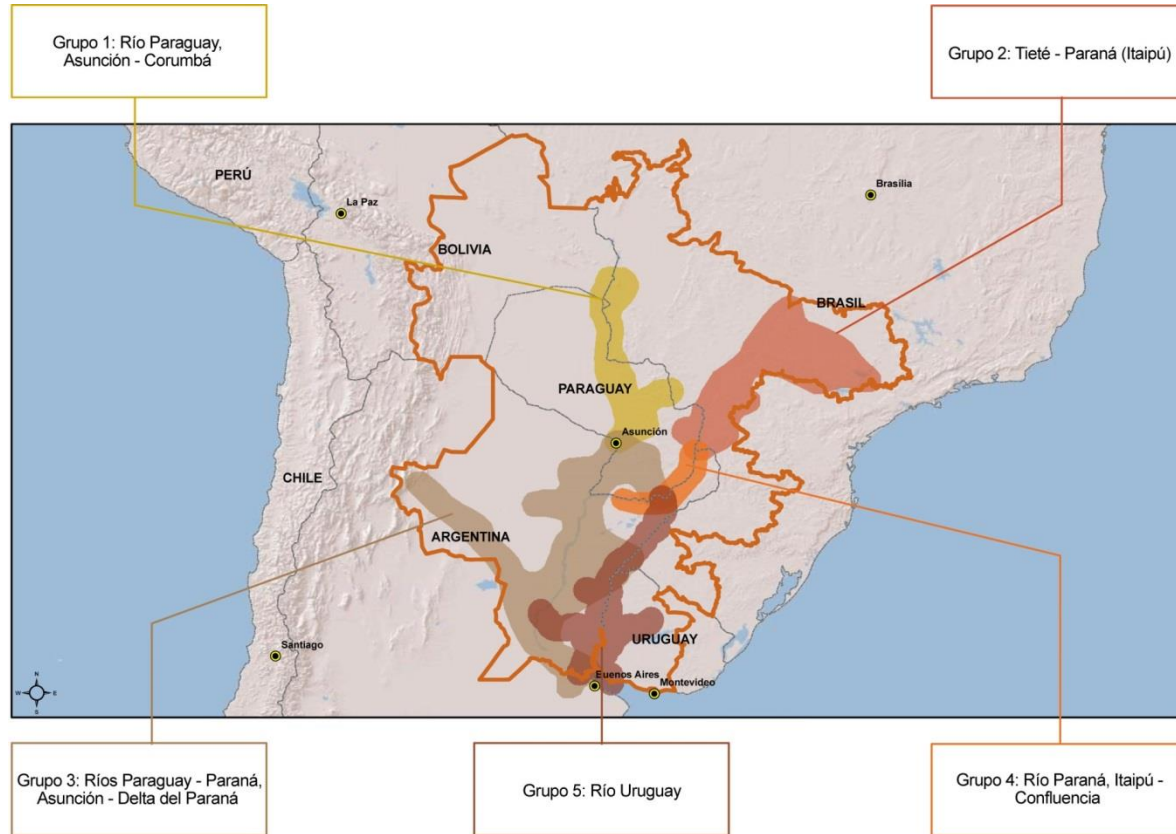 Grupo 1: Río Paraguay,
Asunción - Corumbá
Grupo 2: Tieté - Paraná (Itaipú)
PERÚ
La Paz
Brasilia
BOLIVIA
BRASIL
PARAGUAY
Asunción
CHILE
ARGENTINA
Santiago
URUGUAY
Buenos Aires
Montevideo
N
W
E
S
Grupo 3: Ríos Paraguay - Paraná,
Asunción - Delta del Paraná
Grupo 5: Río Uruguay
Grupo 4: Río Paraná, Itaipú -
Confluencia